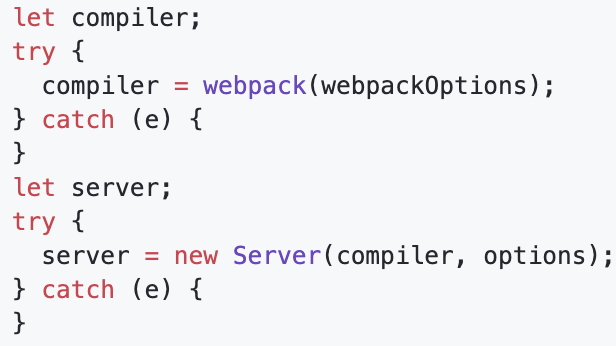 let compiler;
try {
  compiler = webpack(webpackOptions);
} catch (e) {
}
let server;
try {
  server = new Server(compiler, options);
} catch (e) {
}